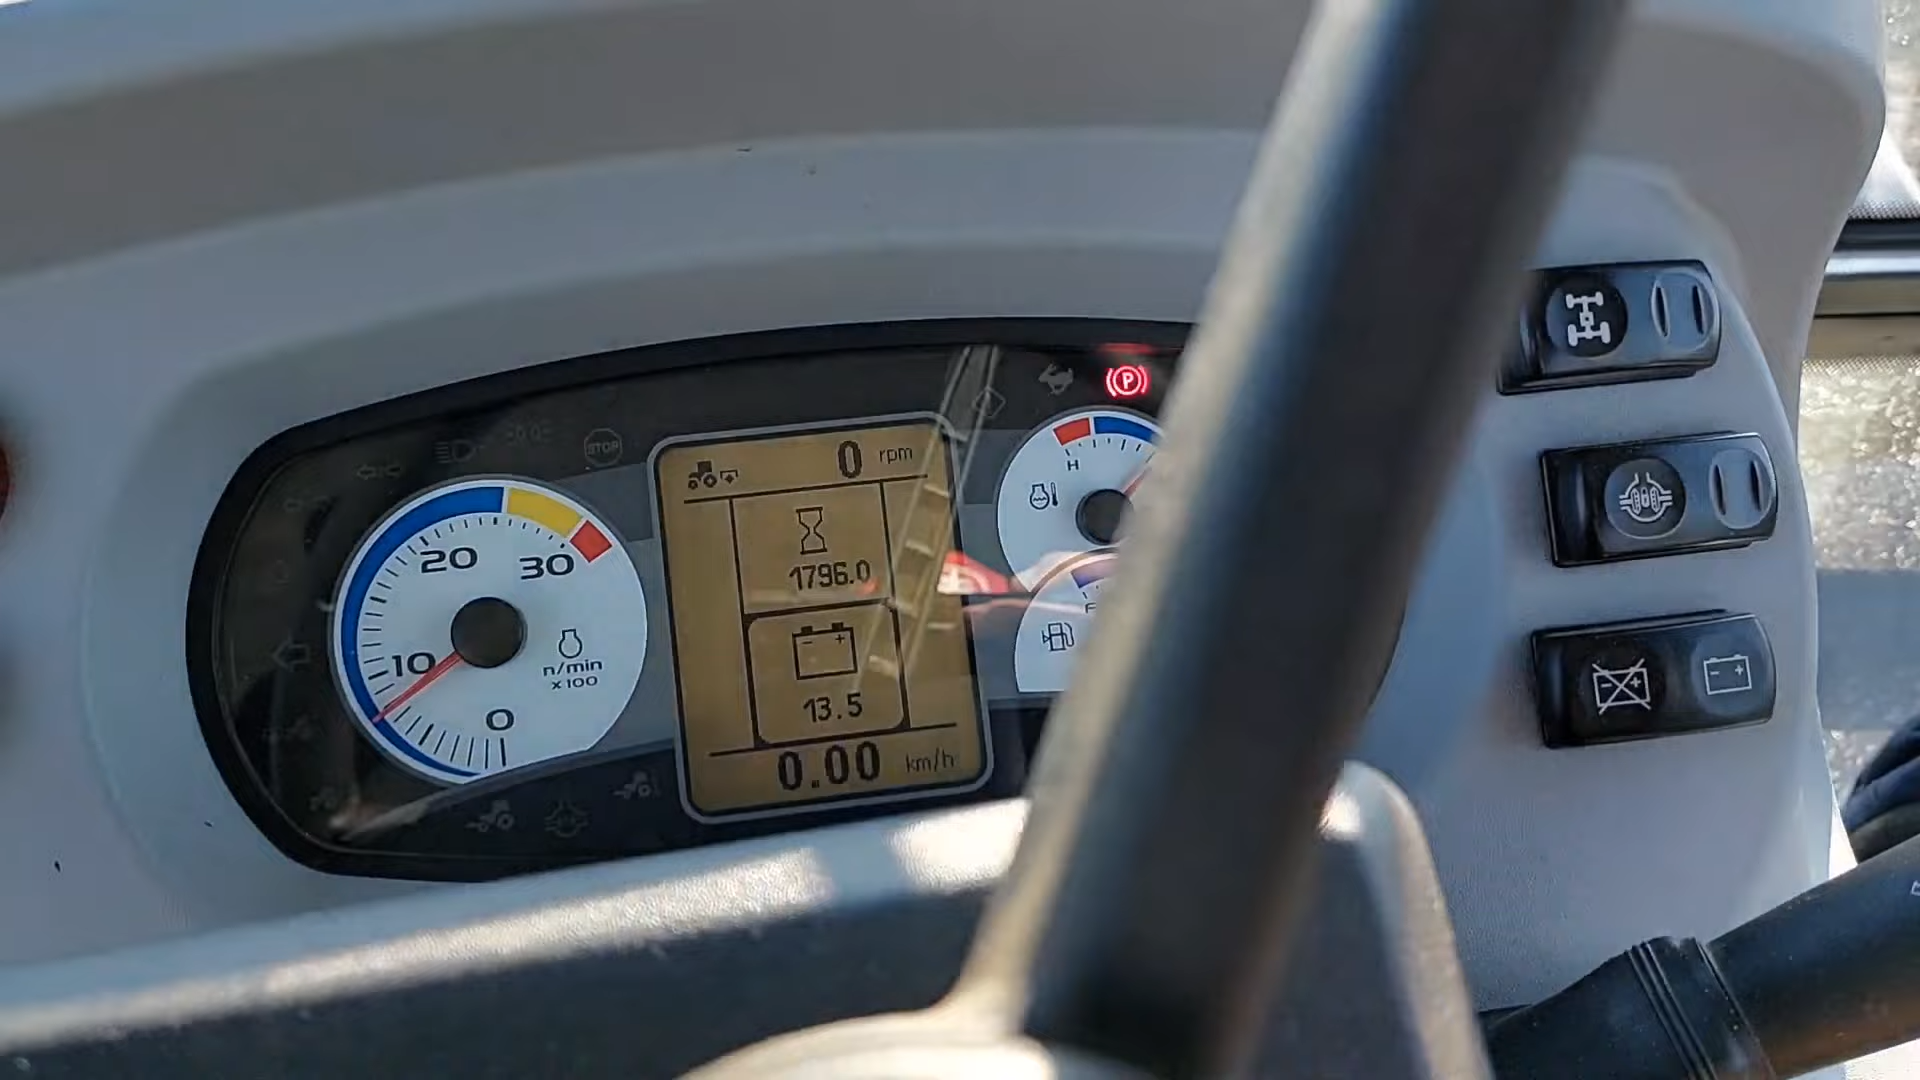 P
STOP
0 rpm
H
1796.0
20
30
10
n/min
x100
0
F
- +
13.5
0.00 km/h
- +
- +